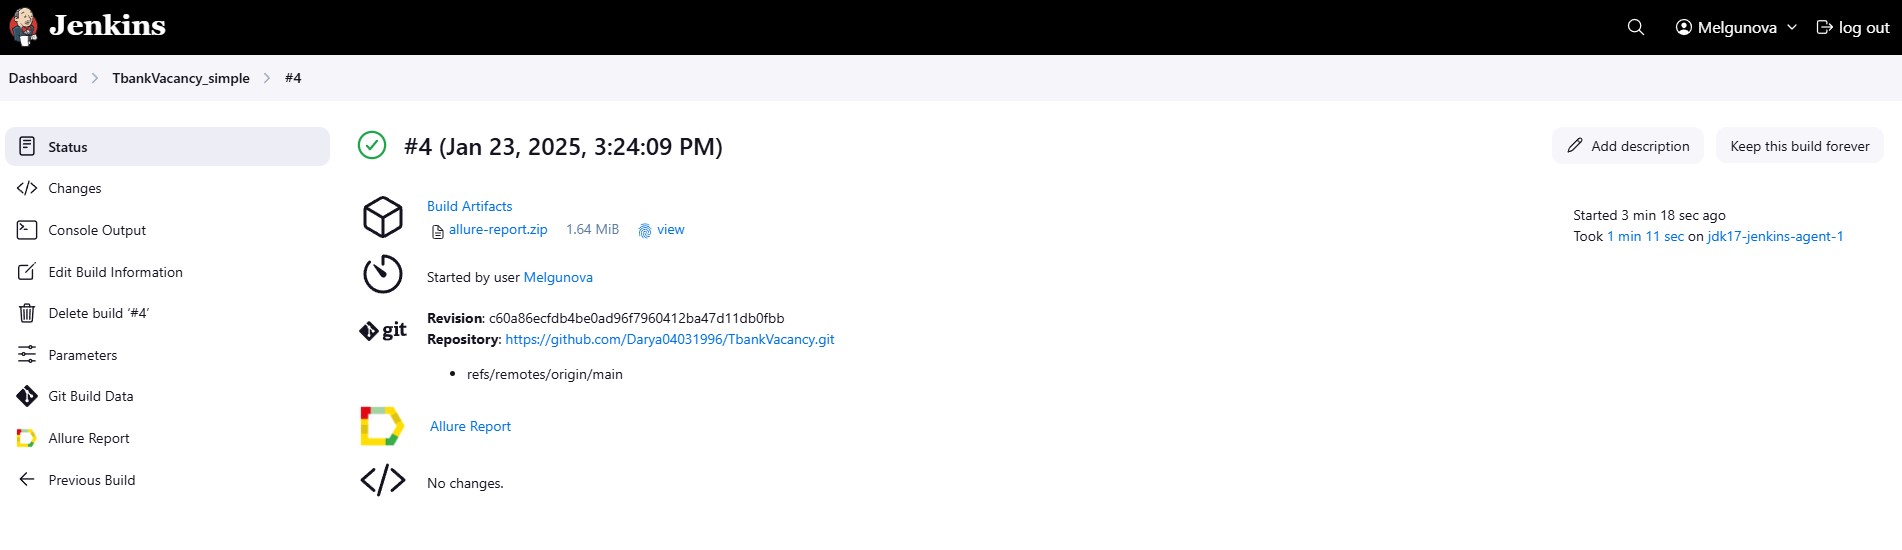 Jenkins
Melgunova
log out
Dashboard
TbankVacancy_simple
#4
Status
Changes
Console Output
Edit Build Information
Delete build ‘#4’
Parameters
Git Build Data
Allure Report
Previous Build
#4 (Jan 23, 2025, 3:24:09 PM)
Add description
Keep this build forever
Build Artifacts
allure-report.zip 1.64 MiB view
Started 3 min 18 sec ago
Took 1 min 11 sec on jdk17-jenkins-agent-1
Started by user Melgunova
git
Revision: c60a86ecfdb4be0ad96f7960412ba47d11db0fbb
Repository: https://github.com/Darya04031996/TbankVacancy.git
refs/remotes/origin/main
Allure Report
No changes.